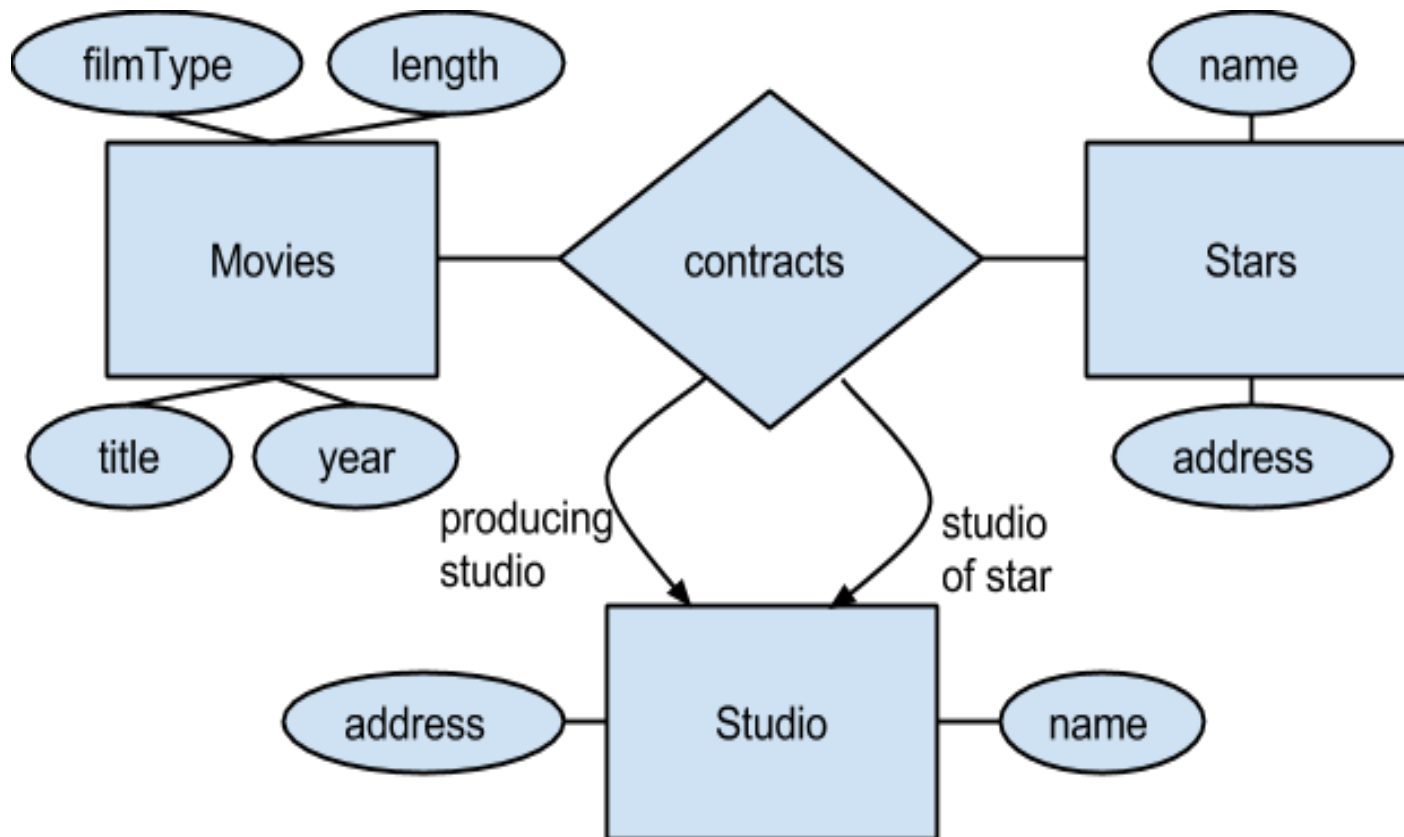 filmType
length
name
Movies
contracts
Stars
title
year
address
producing
studio
studio
of star
address
Studio
name